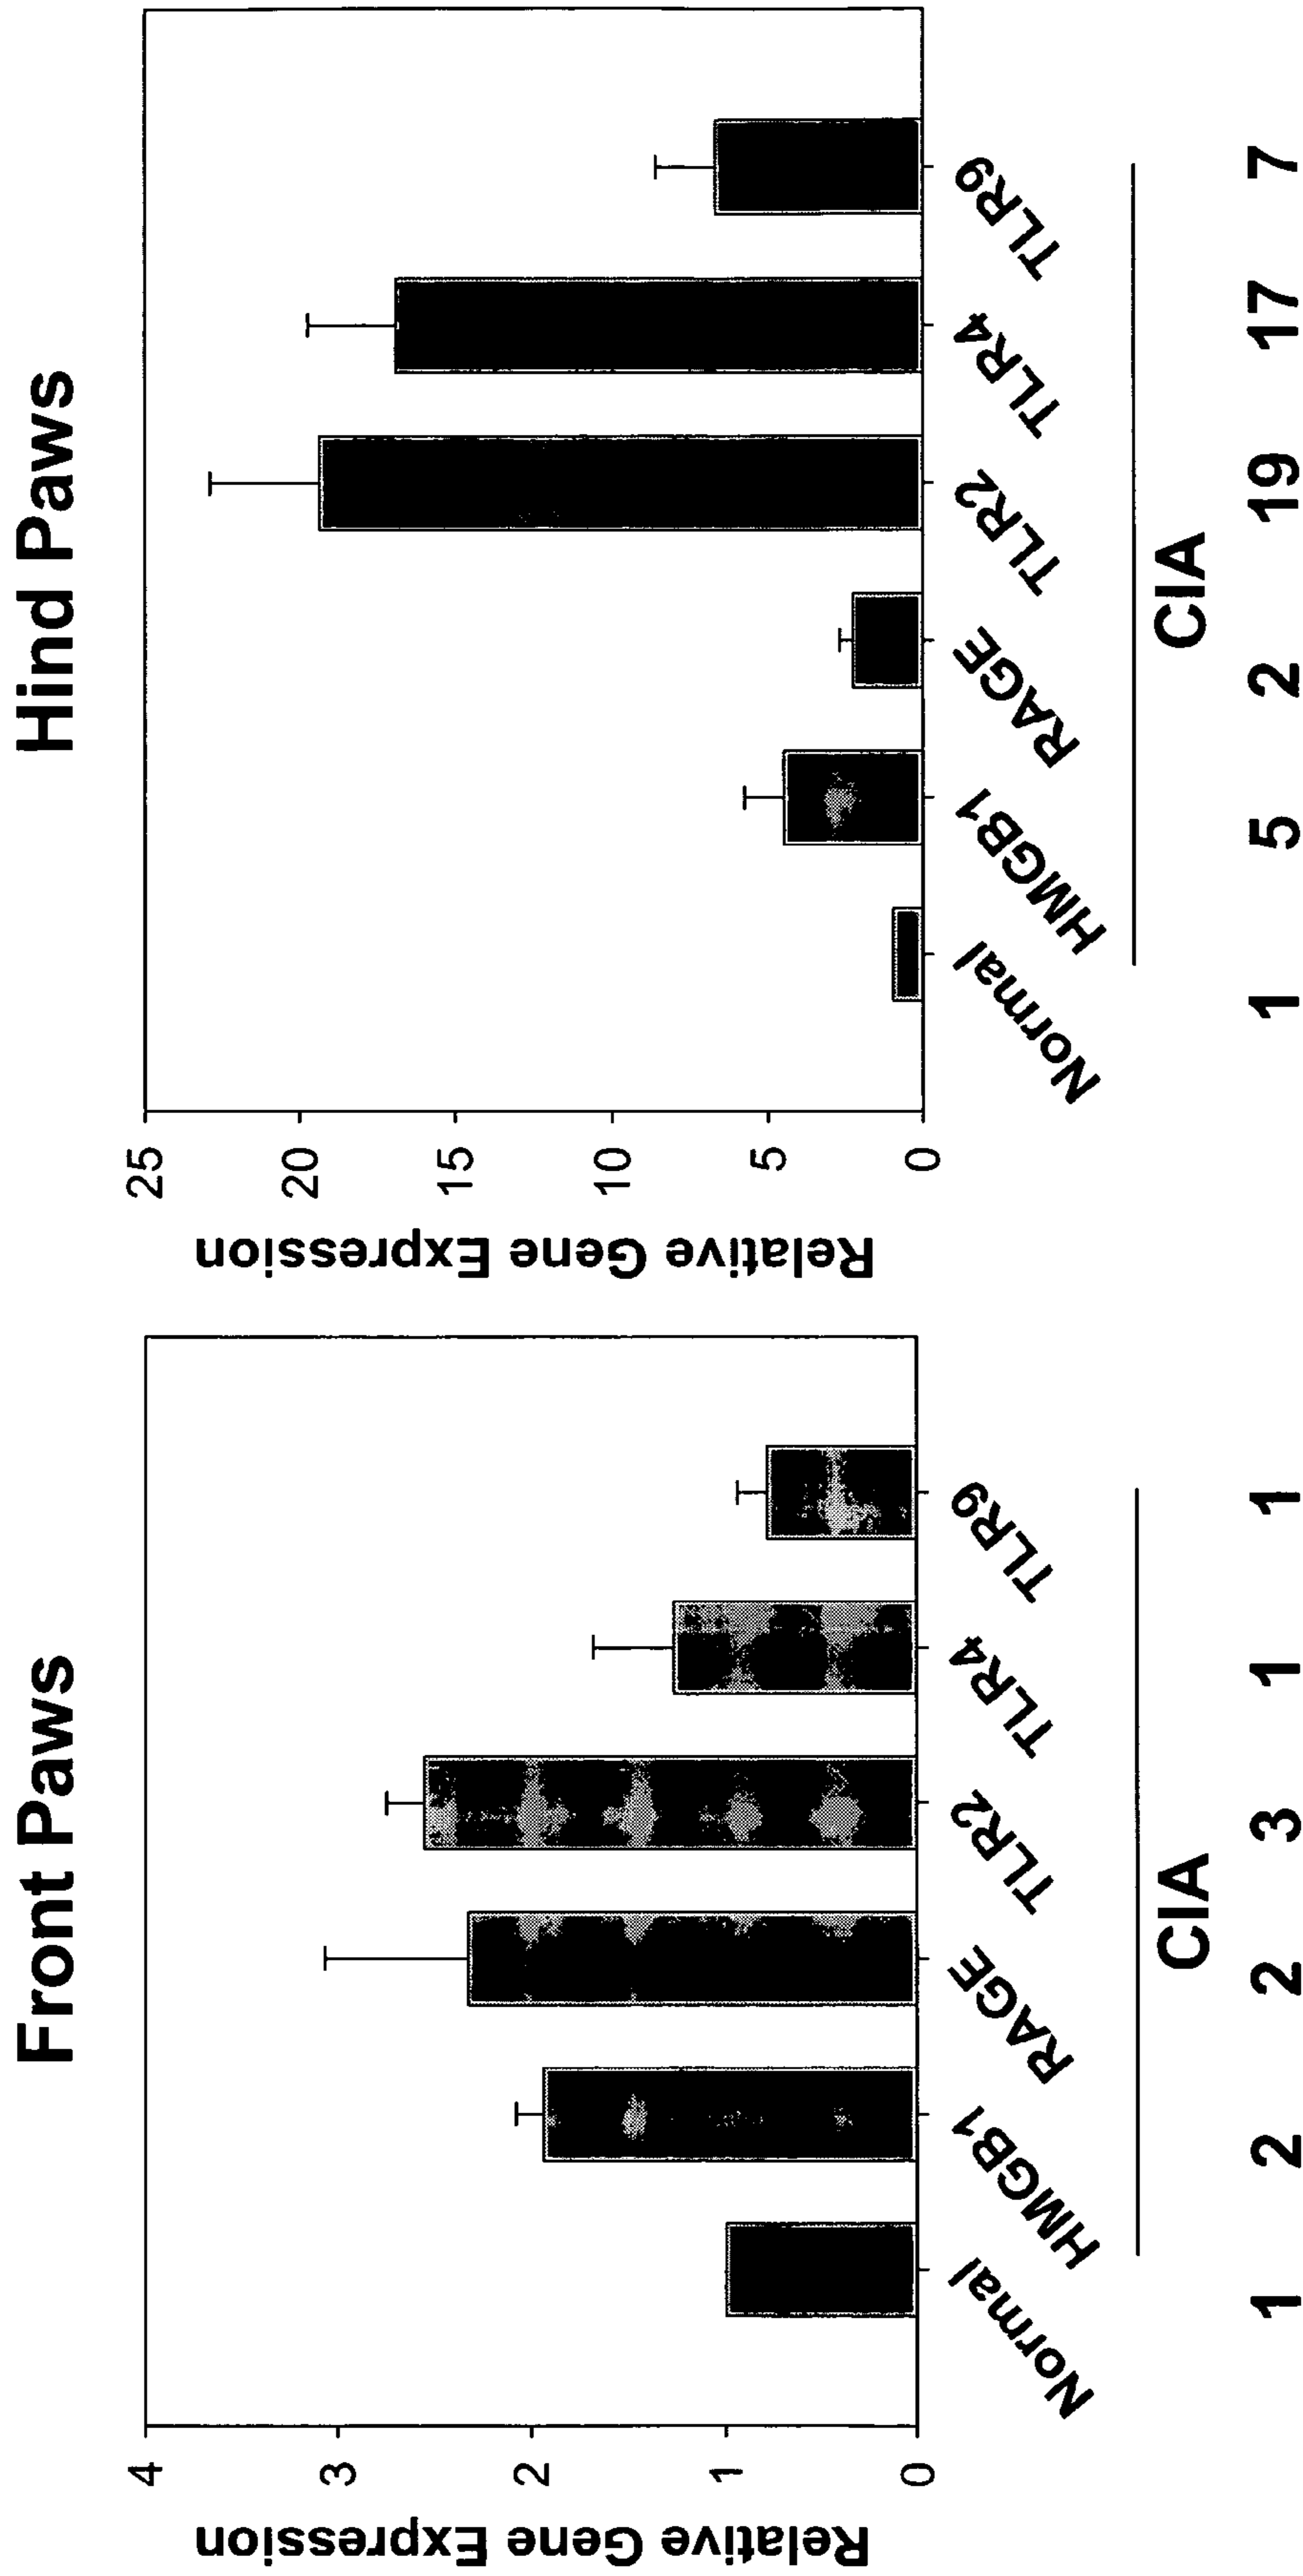 Front Paws
Relative Gene Expression
4
3
2
1
0
Normal HMGB1 RAGE TLR2 TLR4 TLR9
CIA
1 2 2 3 1 1
Hind Paws
Relative Gene Expression
25
20
15
10
5
0
Normal HMGB1 RAGE TLR2 TLR4 TLR9
CIA
1 5 2 19 17 7